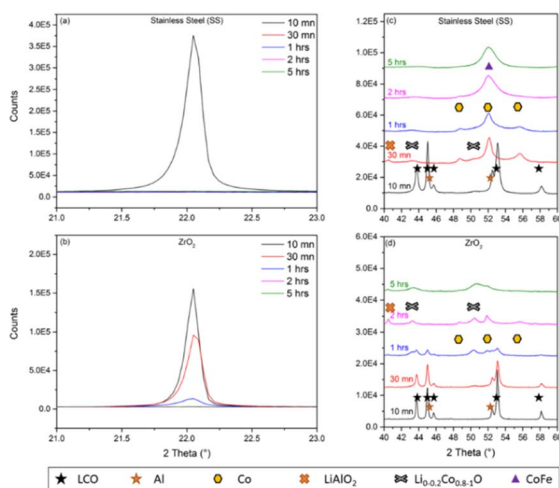 (a) Stainless Steel (SS)
4.0E5
3.5E5
3.0E5
2.5E5
2.0E5
1.5E5
1.0E5
5.0E4
0.0
Counts
10 mn
30 mn
1 hrs
2 hrs
5 hrs
21.0 21.5 22.0 22.5 23.0
(b) ZrO₂
2.0E5
1.5E5
1.0E5
5.0E4
0.0
Counts
10 mn
30 mn
1 hrs
2 hrs
5 hrs
21.0 21.5 22.0 22.5 23.0
2 Theta (°)
(c) Stainless Steel (SS)
1.2E5
1.0E5
8.0E4
6.0E4
4.0E4
2.0E4
0.0
5 hrs
CoFe
2 hrs
Co
1 hrs
30 mn
10 mn
40 42 44 46 48 50 52 54 56 58 60
(d) ZrO₂
6.0E4
5.0E4
4.0E4
3.0E4
2.0E4
1.0E4
0.0
5 hrs
2 hrs
1 hrs
30 mn
10 mn
40 42 44 46 48 50 52 54 56 58 60
2 Theta (°)
LCO Al Co LiAlO₂ Li₀₋₀.₂Co₀.₈₋₁O CoFe